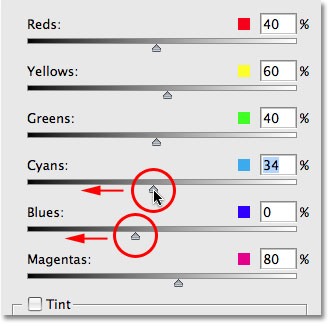 Reds: 40 %
Yellows: 60 %
Greens: 40 %
Cyans: 34 %
Blues: 0 %
Magentas: 80 %
Tint